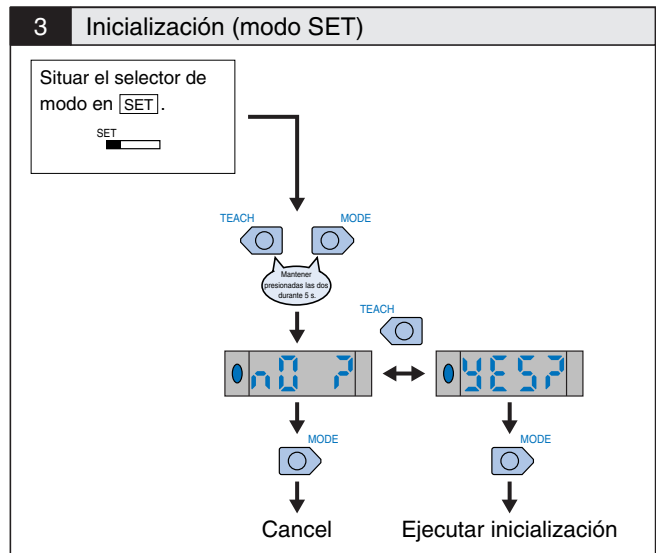 3 Inicialización (modo SET)
Situar el selector de
modo en SET.
SET
TEACH MODE
Mantener
presionadas las dos
durante 5 s.
TEACH
nO ? YES?
MODE MODE
Cancel Ejecutar inicialización